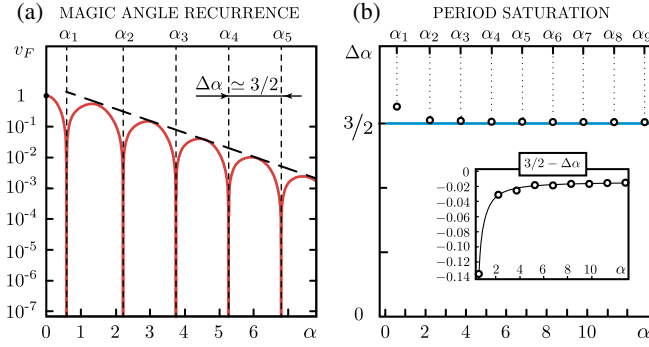 (a) MAGIC ANGLE RECURRENCE
α₁ α₂ α₃ α₄ α₅
v_F
Δα ≃ 3/2
1
10⁻¹
10⁻²
10⁻³
10⁻⁴
10⁻⁵
10⁻⁶
10⁻⁷
0 1 2 3 4 5 6 α
(b) PERIOD SATURATION
α₁ α₂ α₃ α₄ α₅ α₆ α₇ α₈ α₉
Δα
3/2
0
3/2 − Δα
0
−0.02
−0.04
−0.06
−0.08
−0.10
−0.12
−0.14
2 4 6 8 10 α
0 2 4 6 8 10 12 α